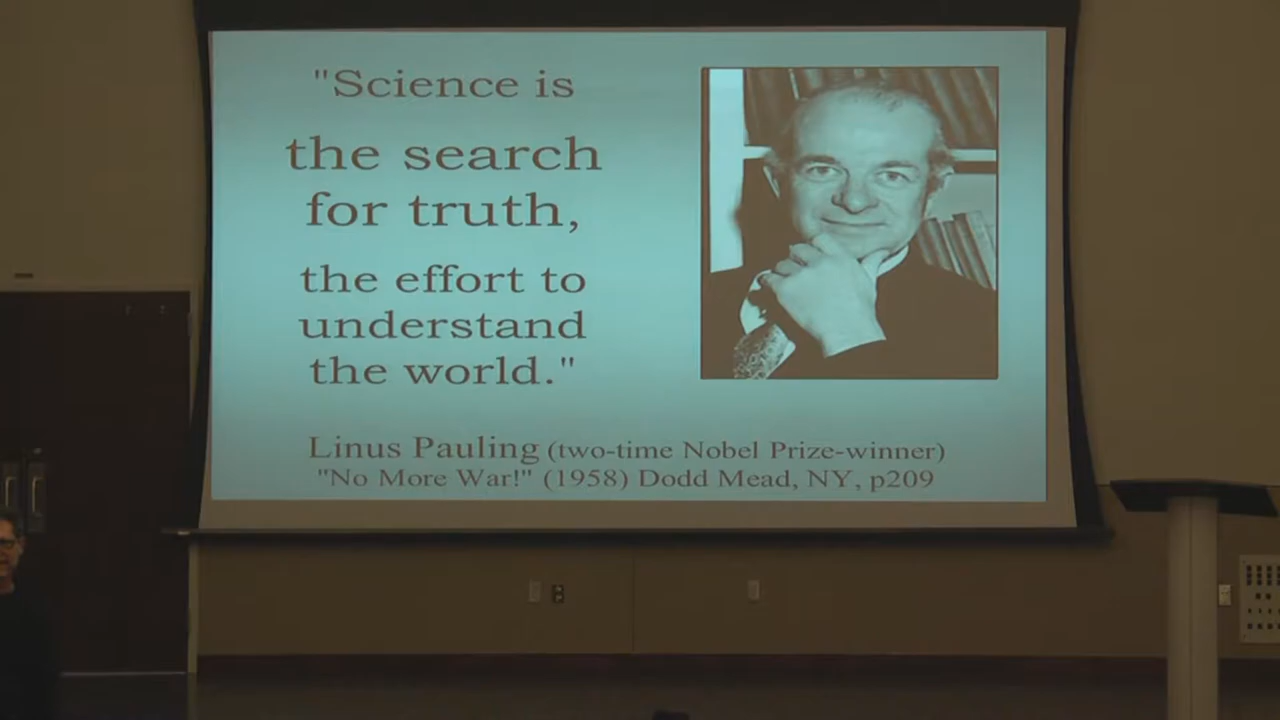 "Science is
the search
for truth,
the effort to
understand
the world."
Linus Pauling (two-time Nobel Prize-winner)
"No More War!" (1958) Dodd Mead, NY, p209